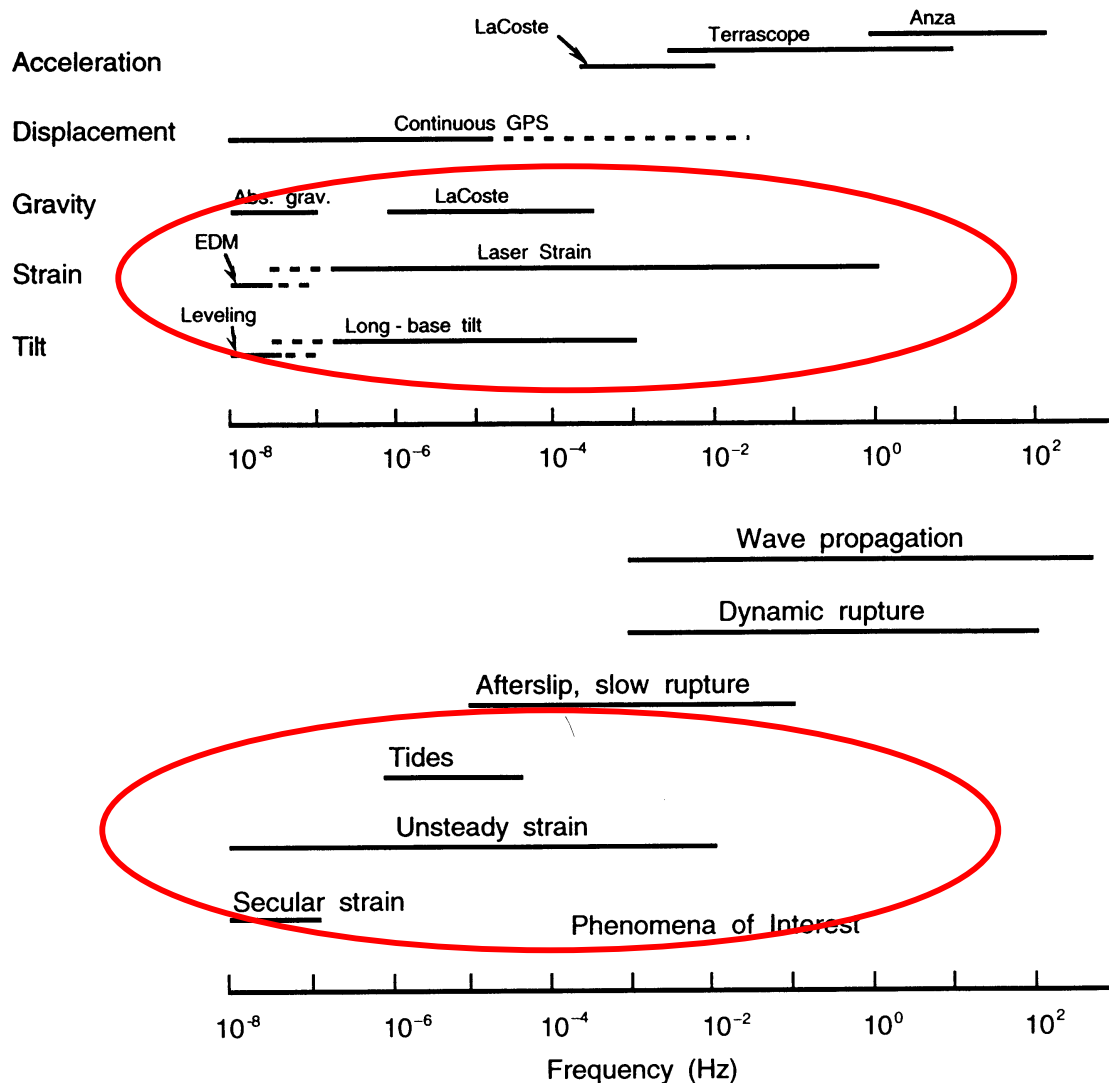 Anza
LaCoste
Terrascope
Acceleration
Displacement
Continuous GPS
Gravity
Abs. grav.
LaCoste
EDM
Strain
Laser Strain
Leveling
Tilt
Long - base tilt
10⁻⁸ 10⁻⁶ 10⁻⁴ 10⁻² 10⁰ 10²
Wave propagation
Dynamic rupture
Afterslip, slow rupture
Tides
Unsteady strain
Secular strain
Phenomena of Interest
10⁻⁸ 10⁻⁶ 10⁻⁴ 10⁻² 10⁰ 10²
Frequency (Hz)